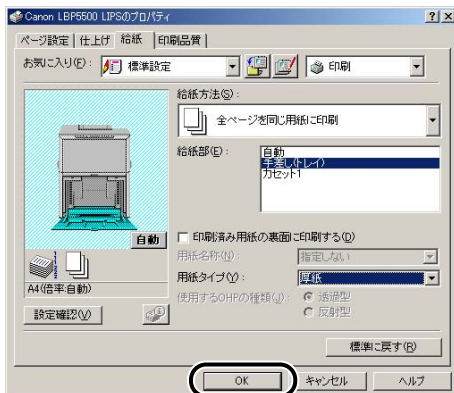 Canon LBP5500 LIPSのプロパティ
ページ設定 仕上げ 給紙 印刷品質
お気に入り(F): 標準設定 印刷
給紙方法(S):
全ページを同じ用紙に印刷
給紙部(E):
自動
手差し(トレイ)
カセット1
自動
印刷済み用紙の裏面に印刷する(D)
用紙名称(N): 指定しない
用紙タイプ(Y): 厚紙
A4(倍率:自動)
使用するOHPの種類(J): 透過型
反射型
設定確認(V)
標準に戻す(R)
OK キャンセル ヘルプ